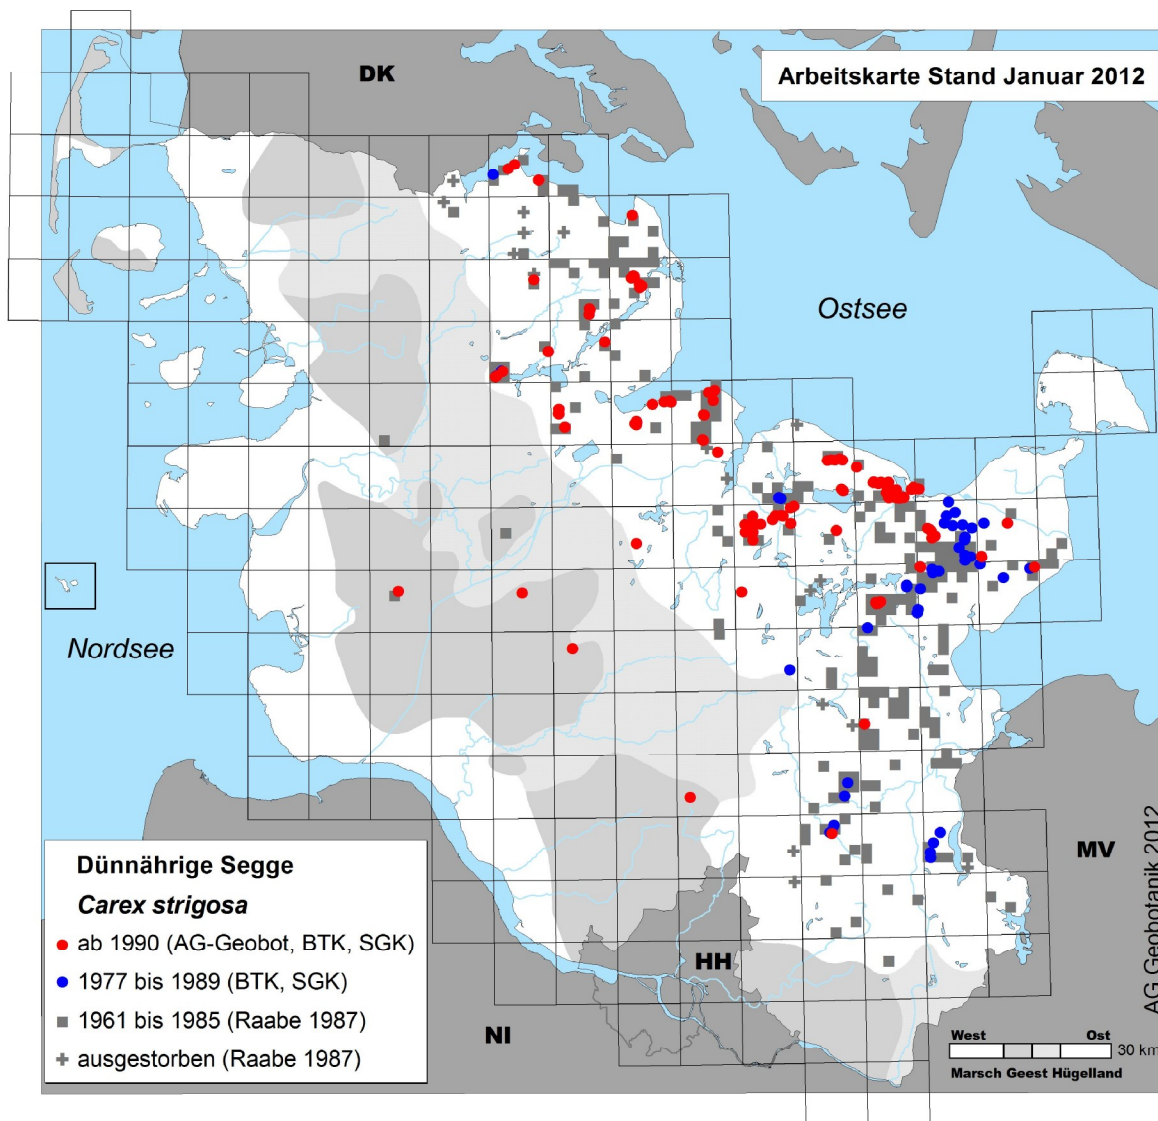 DK
Arbeitskarte Stand Januar 2012
Ostsee
Nordsee
MV
HH
NI
Dünnährige Segge
Carex strigosa
ab 1990 (AG-Geobot, BTK, SGK)
1977 bis 1989 (BTK, SGK)
1961 bis 1985 (Raabe 1987)
ausgestorben (Raabe 1987)
West Ost
30 km
Marsch Geest Hügelland
AG Geobotanik 2012